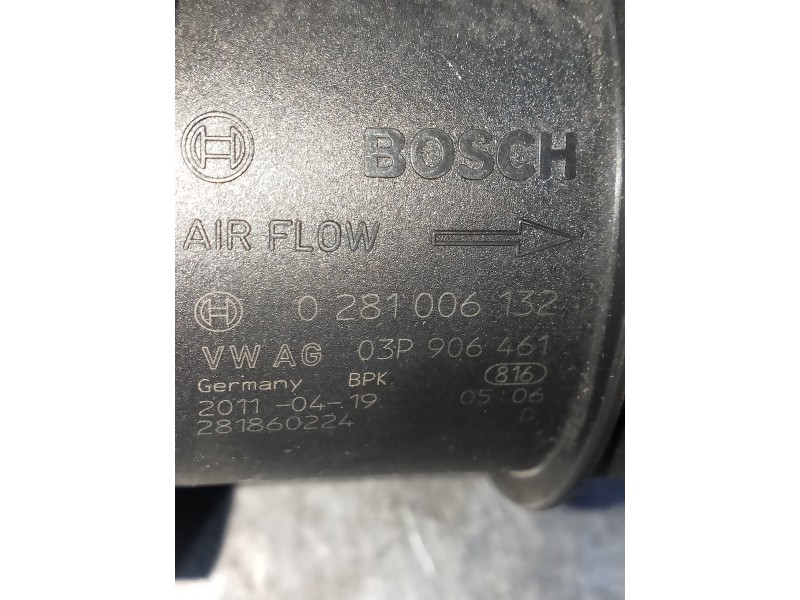 BOSCH
AIR FLOW
0 281 006 132
VW AG 03P 906 461
Germany BPK 816
2011-04-19 05:06
281860224 D